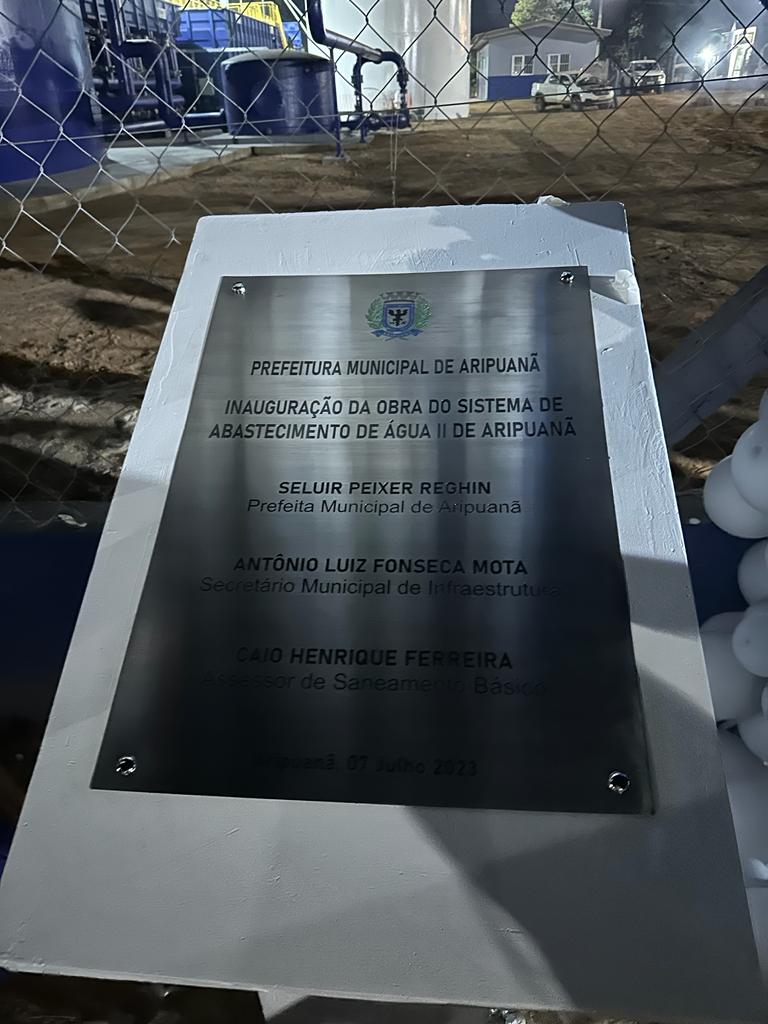 PREFEITURA MUNICIPAL DE ARIPUANÃ
INAUGURAÇÃO DA OBRA DO SISTEMA DE
ABASTECIMENTO DE ÁGUA II DE ARIPUANÃ
SELUIR PEIXER REGHIN
Prefeita Municipal de Aripuanã
ANTÔNIO LUIZ FONSECA MOTA
Secretário Municipal de Infraestrutura
CAIO HENRIQUE FERREIRA
Assessor de Saneamento Básico
Aripuanã, 07 Julho 2023